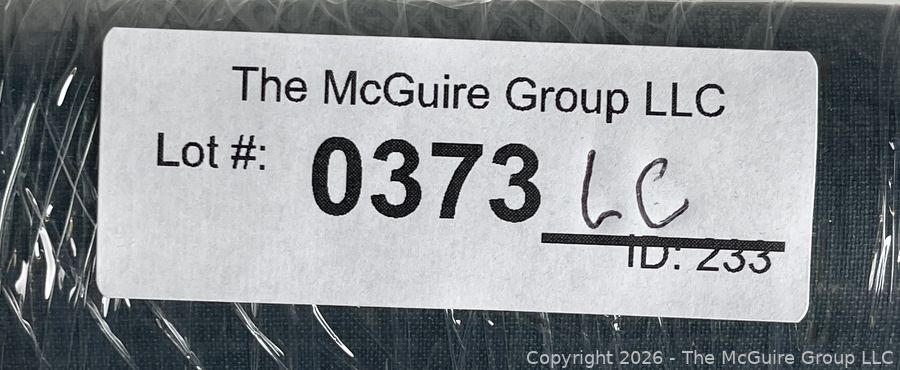 The McGuire Group LLC
Lot #: 0373 LC
ID: 233
Copyright 2026 - The McGuire Group LLC